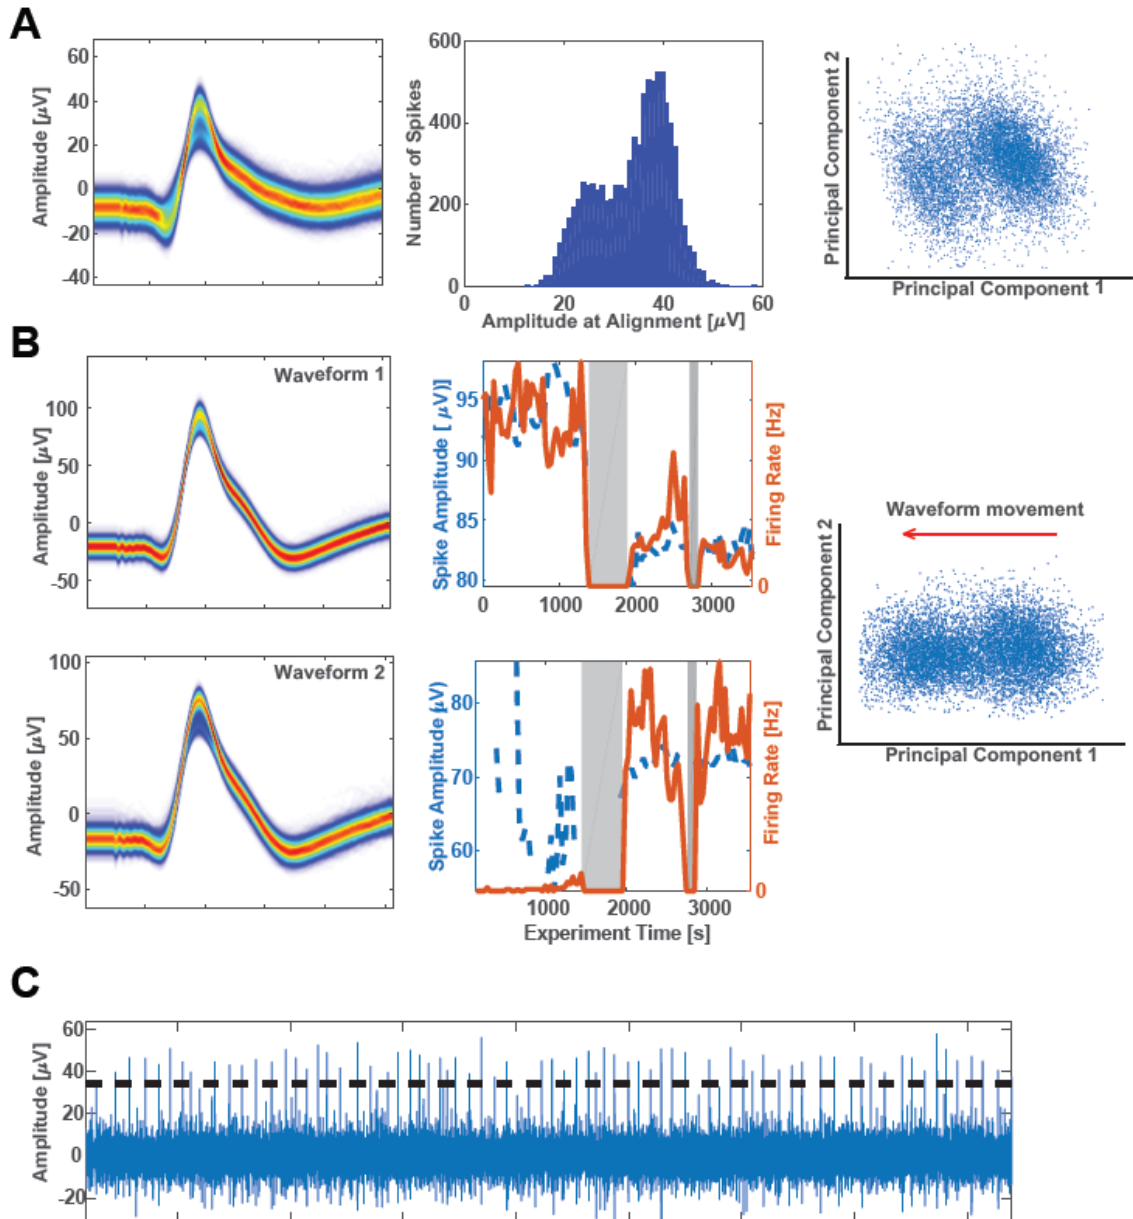 A
Amplitude [μV]
60
40
20
0
-20
-40
Number of Spikes
600
400
200
0
0 20 40 60
Amplitude at Alignment [μV]
Principal Component 2
Principal Component 1
B
Waveform 1
Amplitude [μV]
100
50
0
-50
Spike Amplitude [ μV)]
95
90
85
80
0 1000 2000 3000
Firing Rate [Hz]
0
Waveform movement
Principal Component 2
Principal Component 1
Waveform 2
Amplitude [μV]
100
50
0
-50
Spike Amplitude μV)
80
70
60
1000 2000 3000
Experiment Time [s]
Firing Rate [Hz]
0
C
Amplitude [μV]
60
40
20
0
-20